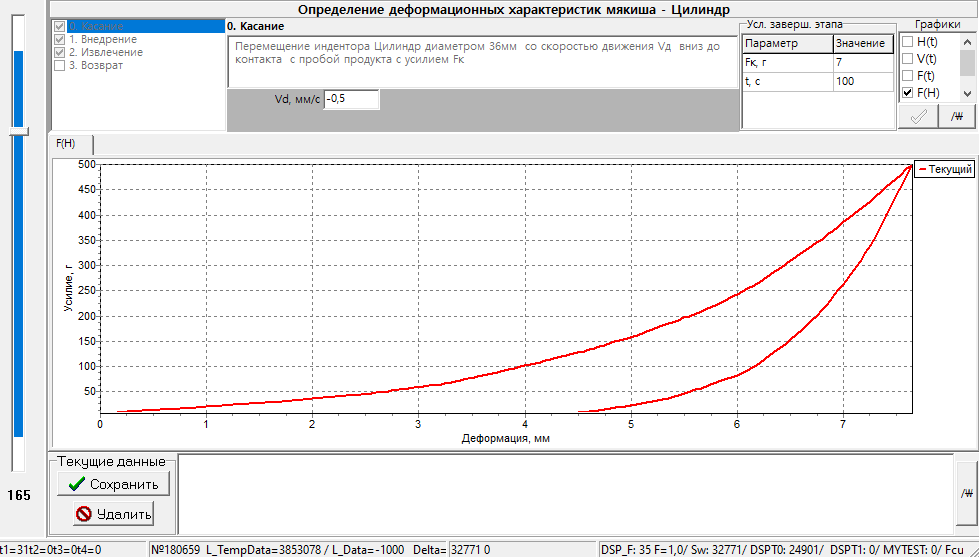 Определение деформационных характеристик мякиша - Цилиндр
0. Касание
1. Внедрение
2. Извлечение
3. Возврат
0. Касание
Перемещение индентора Цилиндр диаметром 36мм со скоростью движения Vд вниз до
контакта с пробой продукта с усилием Fк
Vd, мм/с -0,5
Усл. заверш. этапа
Параметр Значение
Fк, г 7
t, с 100
Графики
H(t)
V(t)
F(t)
F(H)
/₩
F(H)
Текущий
Усилие, г
500
450
400
350
300
250
200
150
100
50
0 1 2 3 4 5 6 7
Деформация, мм
Текущие данные
Сохранить
Удалить
/₩
165
t1=31t2=0t3=0t4=0
№180659 L_TempData=3853078 / L_Data=-1000 Delta=
32771 0
DSP_F: 35 F=1,0/ Sw: 32771/ DSPT0: 24901/ DSPT1: 0/ MYTEST: 0/ Fcu